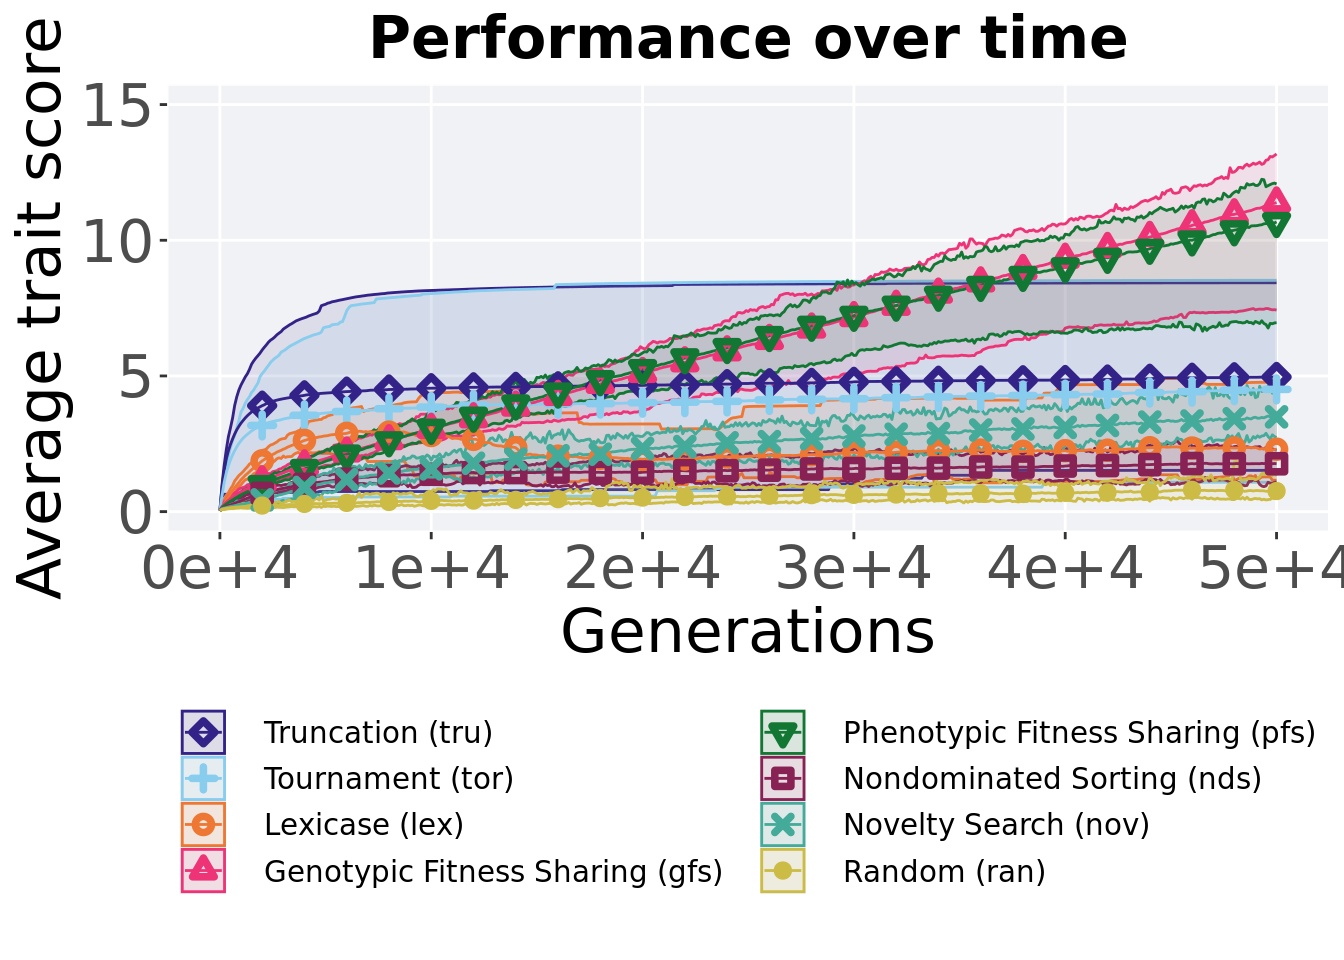 Performance over time
Average trait score
15
10
5
0
0e+4 1e+4 2e+4 3e+4 4e+4 5e+4
Generations
Truncation (tru)
Tournament (tor)
Lexicase (lex)
Genotypic Fitness Sharing (gfs)
Phenotypic Fitness Sharing (pfs)
Nondominated Sorting (nds)
Novelty Search (nov)
Random (ran)